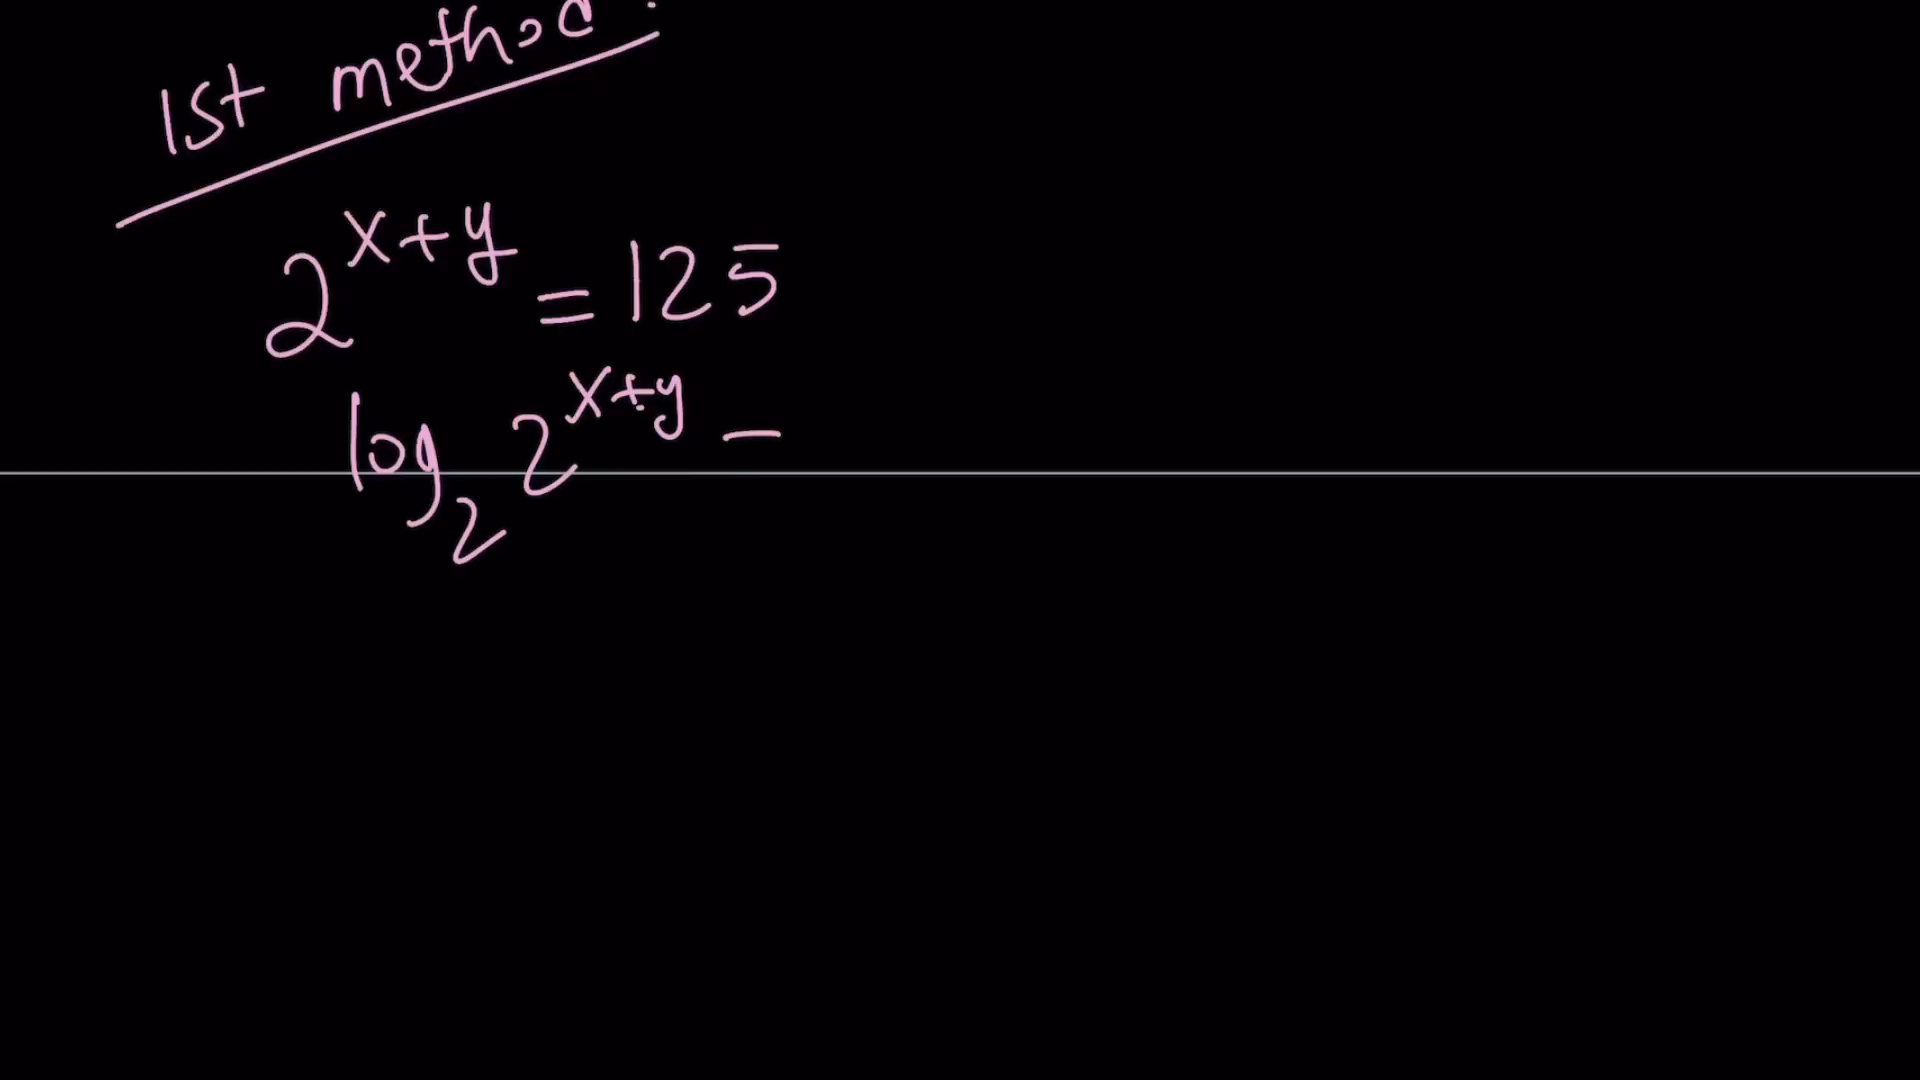 1st method:
2^{x+y} = 125
log_2 2^{x+y} -